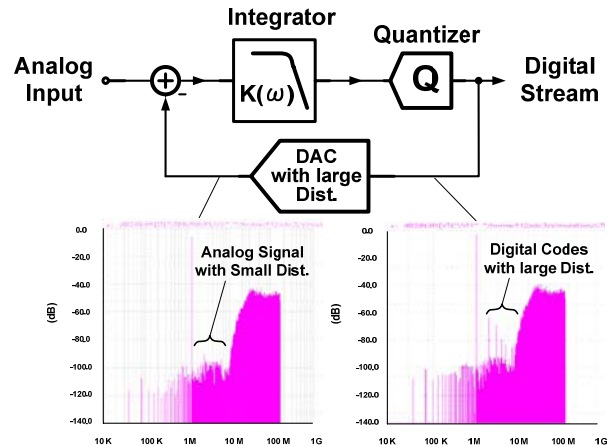 Integrator
Quantizer
Analog
Input
+
-
K(ω)
Q
Digital
Stream
DAC
with large
Dist.
0.0
-20.0
-40.0
-60.0
-80.0
-100.0
-120.0
-140.0
(dB)
Analog Signal
with Small Dist.
10 K 100 K 1M 10 M 100 M 1G
0.0
-20.0
-40.0
-60.0
-80.0
-100.0
-120.0
-140.0
(dB)
Digital Codes
with large Dist.
10 K 100 K 1M 10 M 100 M 1G